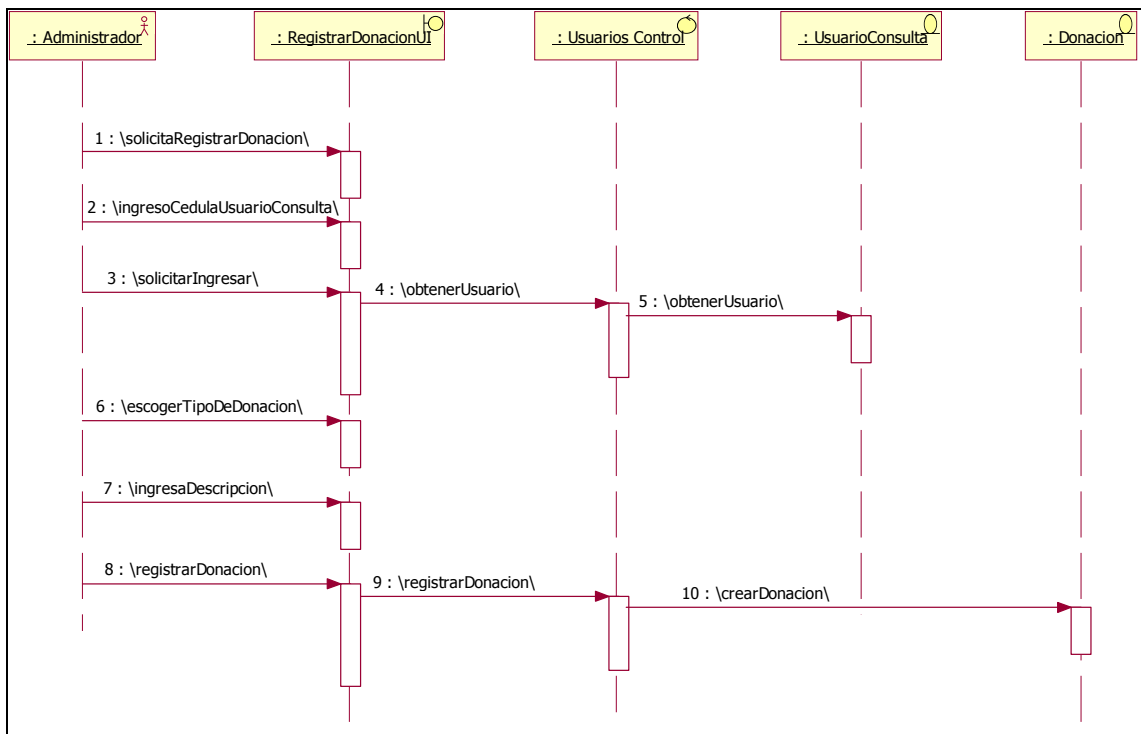 : Administrador
: RegistrarDonacionUI
: Usuarios Control
: UsuarioConsulta
: Donacion
1 : \solicitaRegistrarDonacion\
2 : \ingresoCedulaUsuarioConsulta\
3 : \solicitarIngresar\
4 : \obtenerUsuario\
5 : \obtenerUsuario\
6 : \escogerTipoDeDonacion\
7 : \ingresaDescripcion\
8 : \registrarDonacion\
9 : \registrarDonacion\
10 : \crearDonacion\